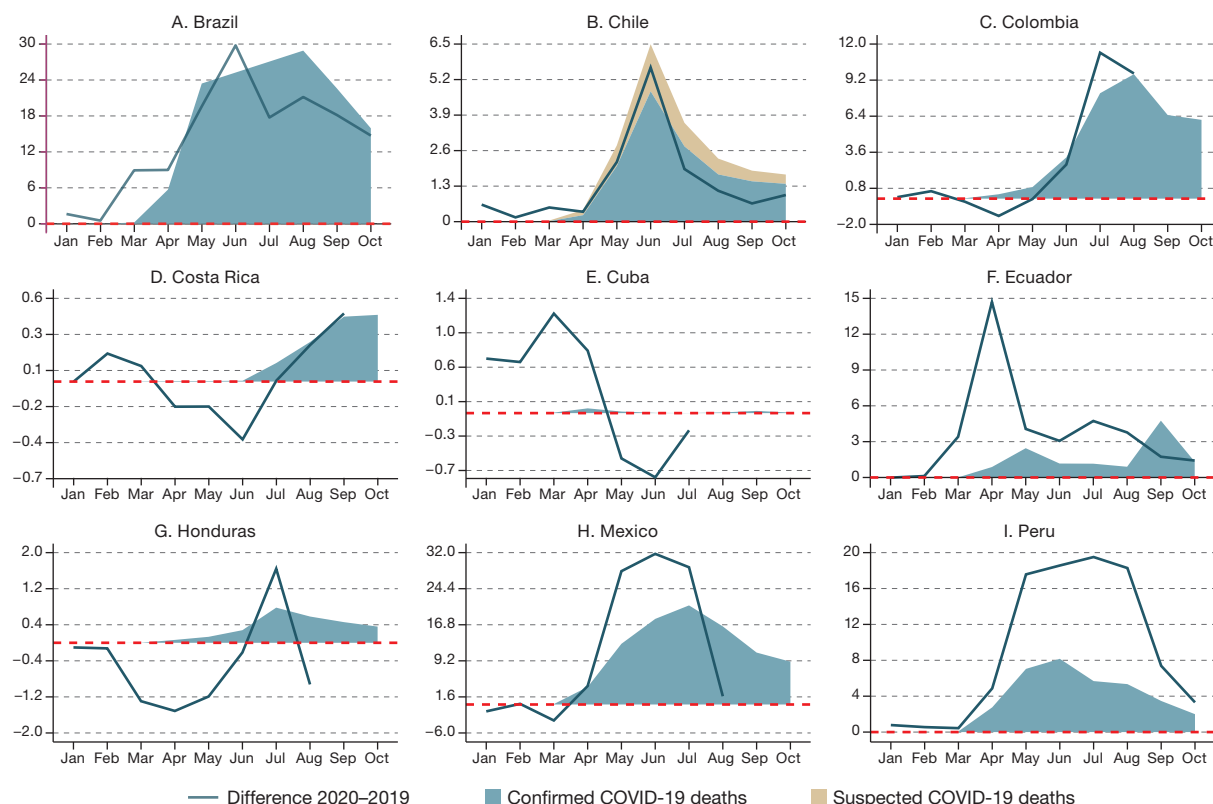 A. Brazil
30
24
18
12
6
0
Jan Feb Mar Apr May Jun Jul Aug Sep Oct
B. Chile
6.5
5.2
3.9
2.6
1.3
0
Jan Feb Mar Apr May Jun Jul Aug Sep Oct
C. Colombia
12.0
9.2
6.4
3.6
0.8
−2.0
Jan Feb Mar Apr May Jun Jul Aug Sep Oct
D. Costa Rica
0.6
0.3
0.1
−0.2
−0.4
−0.7
Jan Feb Mar Apr May Jun Jul Aug Sep Oct
E. Cuba
1.4
1.0
0.6
0.1
−0.3
−0.7
Jan Feb Mar Apr May Jun Jul Aug Sep Oct
F. Ecuador
15
12
9
6
3
0
Jan Feb Mar Apr May Jun Jul Aug Sep Oct
G. Honduras
2.0
1.2
0.4
−0.4
−1.2
−2.0
Jan Feb Mar Apr May Jun Jul Aug Sep Oct
H. Mexico
32.0
24.4
16.8
9.2
1.6
−6.0
Jan Feb Mar Apr May Jun Jul Aug Sep Oct
I. Peru
20
16
12
8
4
0
Jan Feb Mar Apr May Jun Jul Aug Sep Oct
Difference 2020–2019 Confirmed COVID-19 deaths Suspected COVID-19 deaths